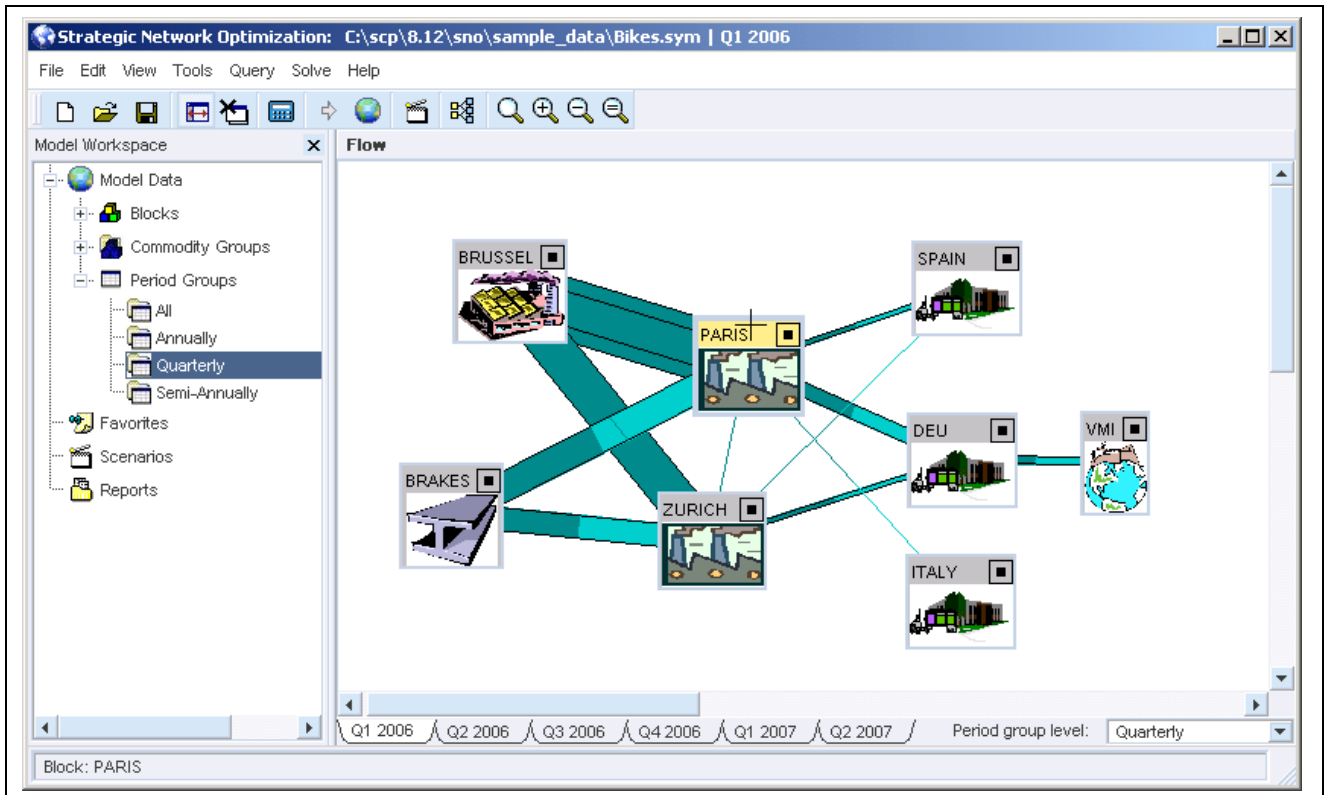 Strategic Network Optimization: C:\scp\8.12\sno\sample_data\Bikes.sym | Q1 2006
File Edit View Tools Query Solve Help
Model Workspace
Flow
Model Data
Blocks
Commodity Groups
Period Groups
All
Annually
Quarterly
Semi-Annually
Favorites
Scenarios
Reports
BRUSSEL
SPAIN
PARIS
DEU
VMI
BRAKES
ZURICH
ITALY
Q1 2006 Q2 2006 Q3 2006 Q4 2006 Q1 2007 Q2 2007 Period group level: Quarterly
Block: PARIS